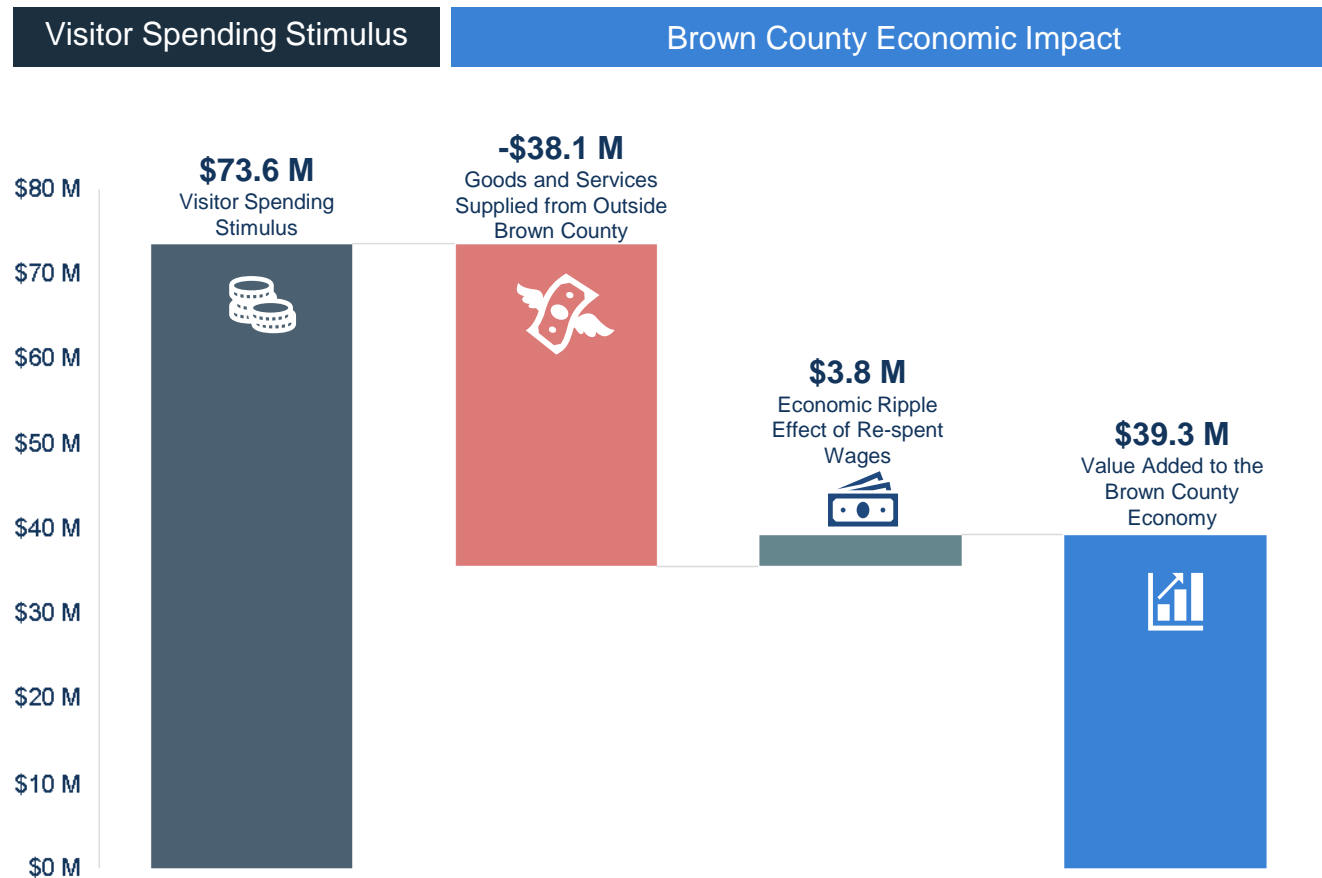 Visitor Spending Stimulus
Brown County Economic Impact
$73.6 M
Visitor Spending
Stimulus
-$38.1 M
Goods and Services
Supplied from Outside
Brown County
$3.8 M
Economic Ripple
Effect of Re-spent
Wages
$39.3 M
Value Added to the
Brown County
Economy
$80 M
$70 M
$60 M
$50 M
$40 M
$30 M
$20 M
$10 M
$0 M